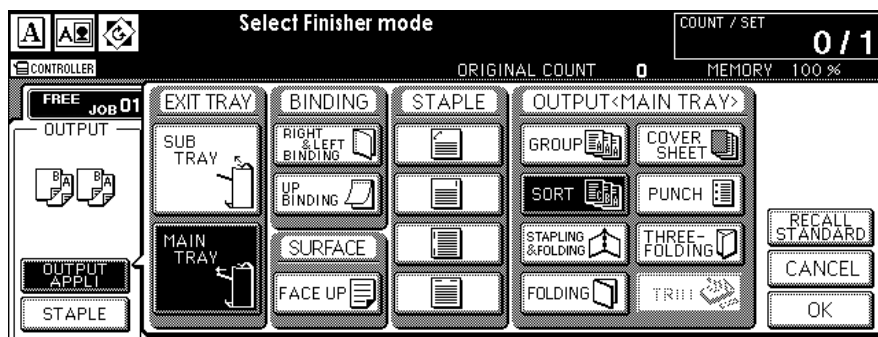 Select Finisher mode
COUNT / SET
0 / 1
CONTROLLER
ORIGINAL COUNT 0 MEMORY 100 %
FREE JOB 01
OUTPUT
OUTPUT
APPLI
STAPLE
EXIT TRAY
SUB
TRAY
MAIN
TRAY
BINDING
RIGHT
&LEFT
BINDING
UP
BINDING
SURFACE
FACE UP
STAPLE
OUTPUT<MAIN TRAY>
GROUP
COVER
SHEET
SORT
PUNCH
STAPLING
&FOLDING
THREE-
FOLDING
FOLDING
TRIM
RECALL
STANDARD
CANCEL
OK